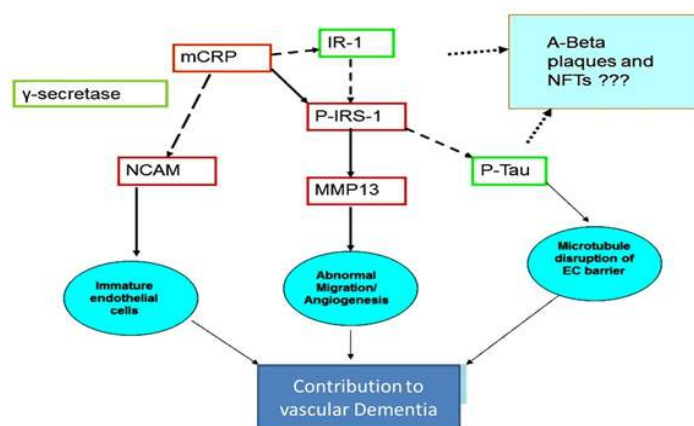 IR-1
mCRP
A-Beta
plaques and
NFTs ???
γ-secretase
P-IRS-1
NCAM
MMP13
P-Tau
Immature
endothelial
cells
Abnormal
Migration/
Angiogenesis
Microtubule
disruption of
EC barrier
Contribution to
vascular Dementia